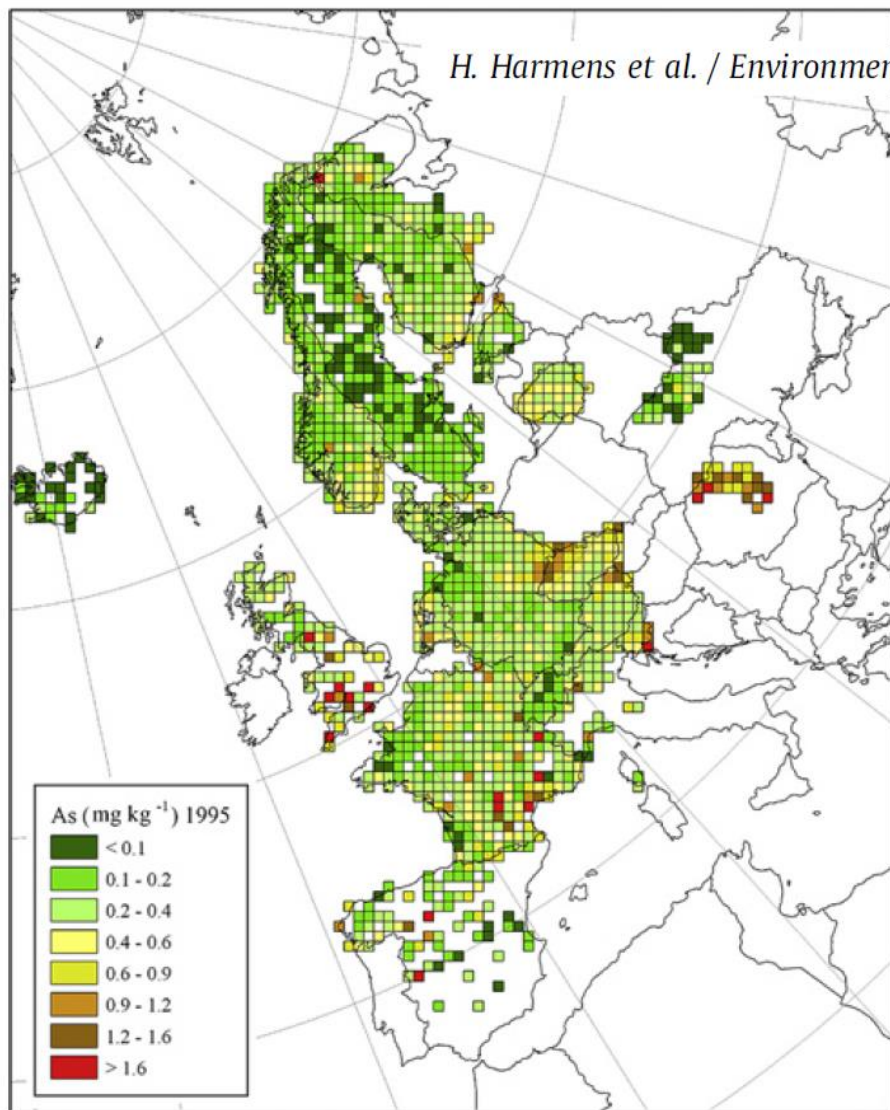 H. Harmens et al. / Environmen
As (mg kg -1) 1995
< 0.1
0.1 - 0.2
0.2 - 0.4
0.4 - 0.6
0.6 - 0.9
0.9 - 1.2
1.2 - 1.6
> 1.6